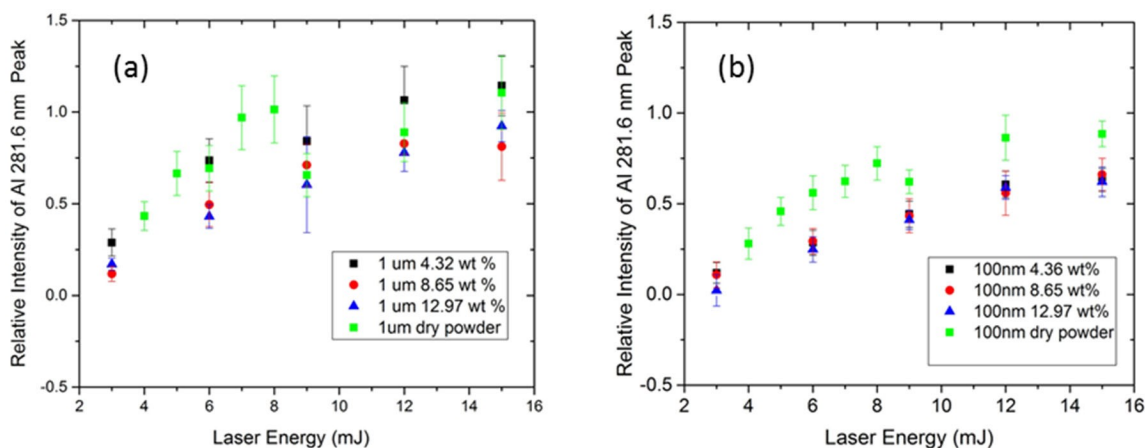 (a)
Relative Intensity of Al 281.6 nm Peak
1.5
1.0
0.5
0.0
-0.5
2 4 6 8 10 12 14 16
Laser Energy (mJ)
1 um 4.32 wt %
1 um 8.65 wt %
1 um 12.97 wt %
1um dry powder
(b)
Relative Intensity of Al 281.6 nm Peak
1.5
1.0
0.5
0.0
-0.5
2 4 6 8 10 12 14 16
Laser Energy (mJ)
100nm 4.36 wt%
100nm 8.65 wt%
100nm 12.97 wt%
100nm dry powder